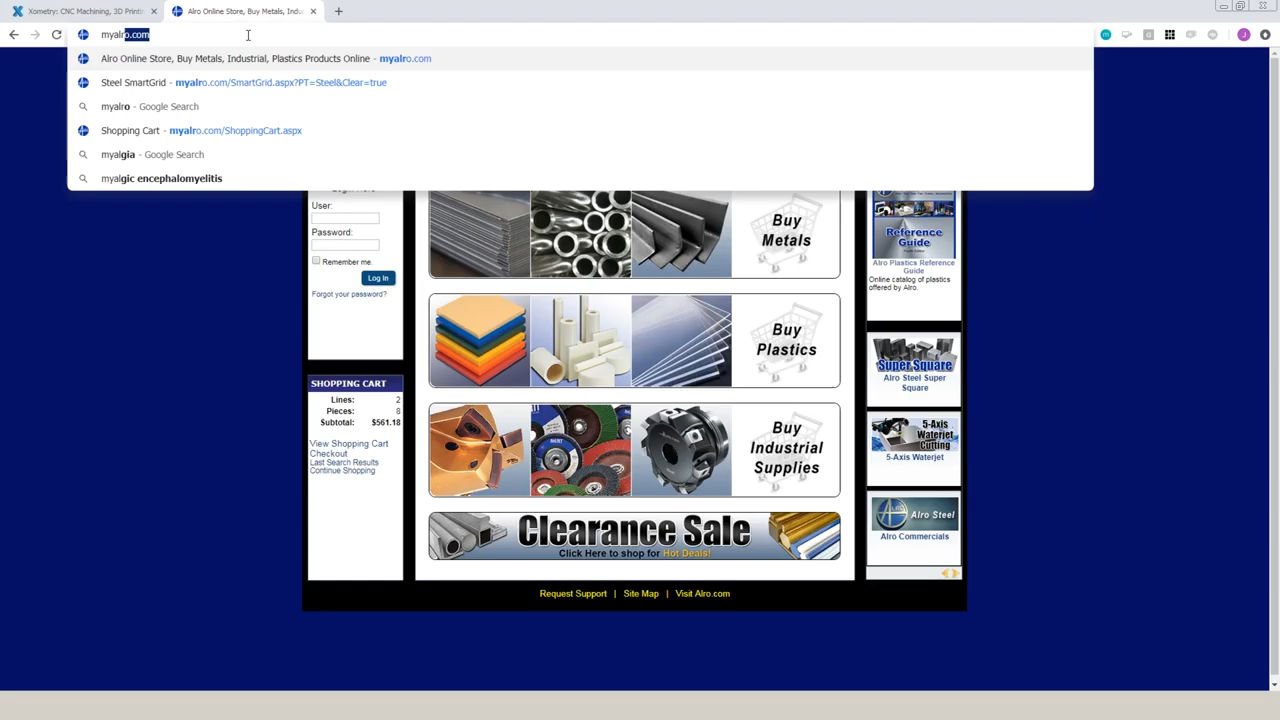 Xometry: CNC Machining, 3D Printin
Alro Online Store, Buy Metals, Indus
myalro.com
Alro Online Store, Buy Metals, Industrial, Plastics Products Online - myalro.com
Steel SmartGrid - myalro.com/SmartGrid.aspx?PT=Steel&Clear=true
myalro - Google Search
Shopping Cart - myalro.com/ShoppingCart.aspx
myalgia - Google Search
myalgic encephalomyelitis
User:
Password:
Remember me.
Log In
Forgot your password?
SHOPPING CART
Lines: 2
Pieces: 8
Subtotal: $561.18
View Shopping Cart
Checkout
Last Search Results
Continue Shopping
Buy
Metals
Buy
Plastics
Buy
Industrial
Supplies
Clearance Sale
Click Here to shop for Hot Deals!
Reference
Guide
Alro Plastics Reference
Guide
Online catalog of plastics
offered by Alro.
Super Square
Alro Steel Super
Square
5-Axis
Waterjet
Cutting
5-Axis Waterjet
Alro Steel
Alro Commercials
Request Support | Site Map | Visit Alro.com